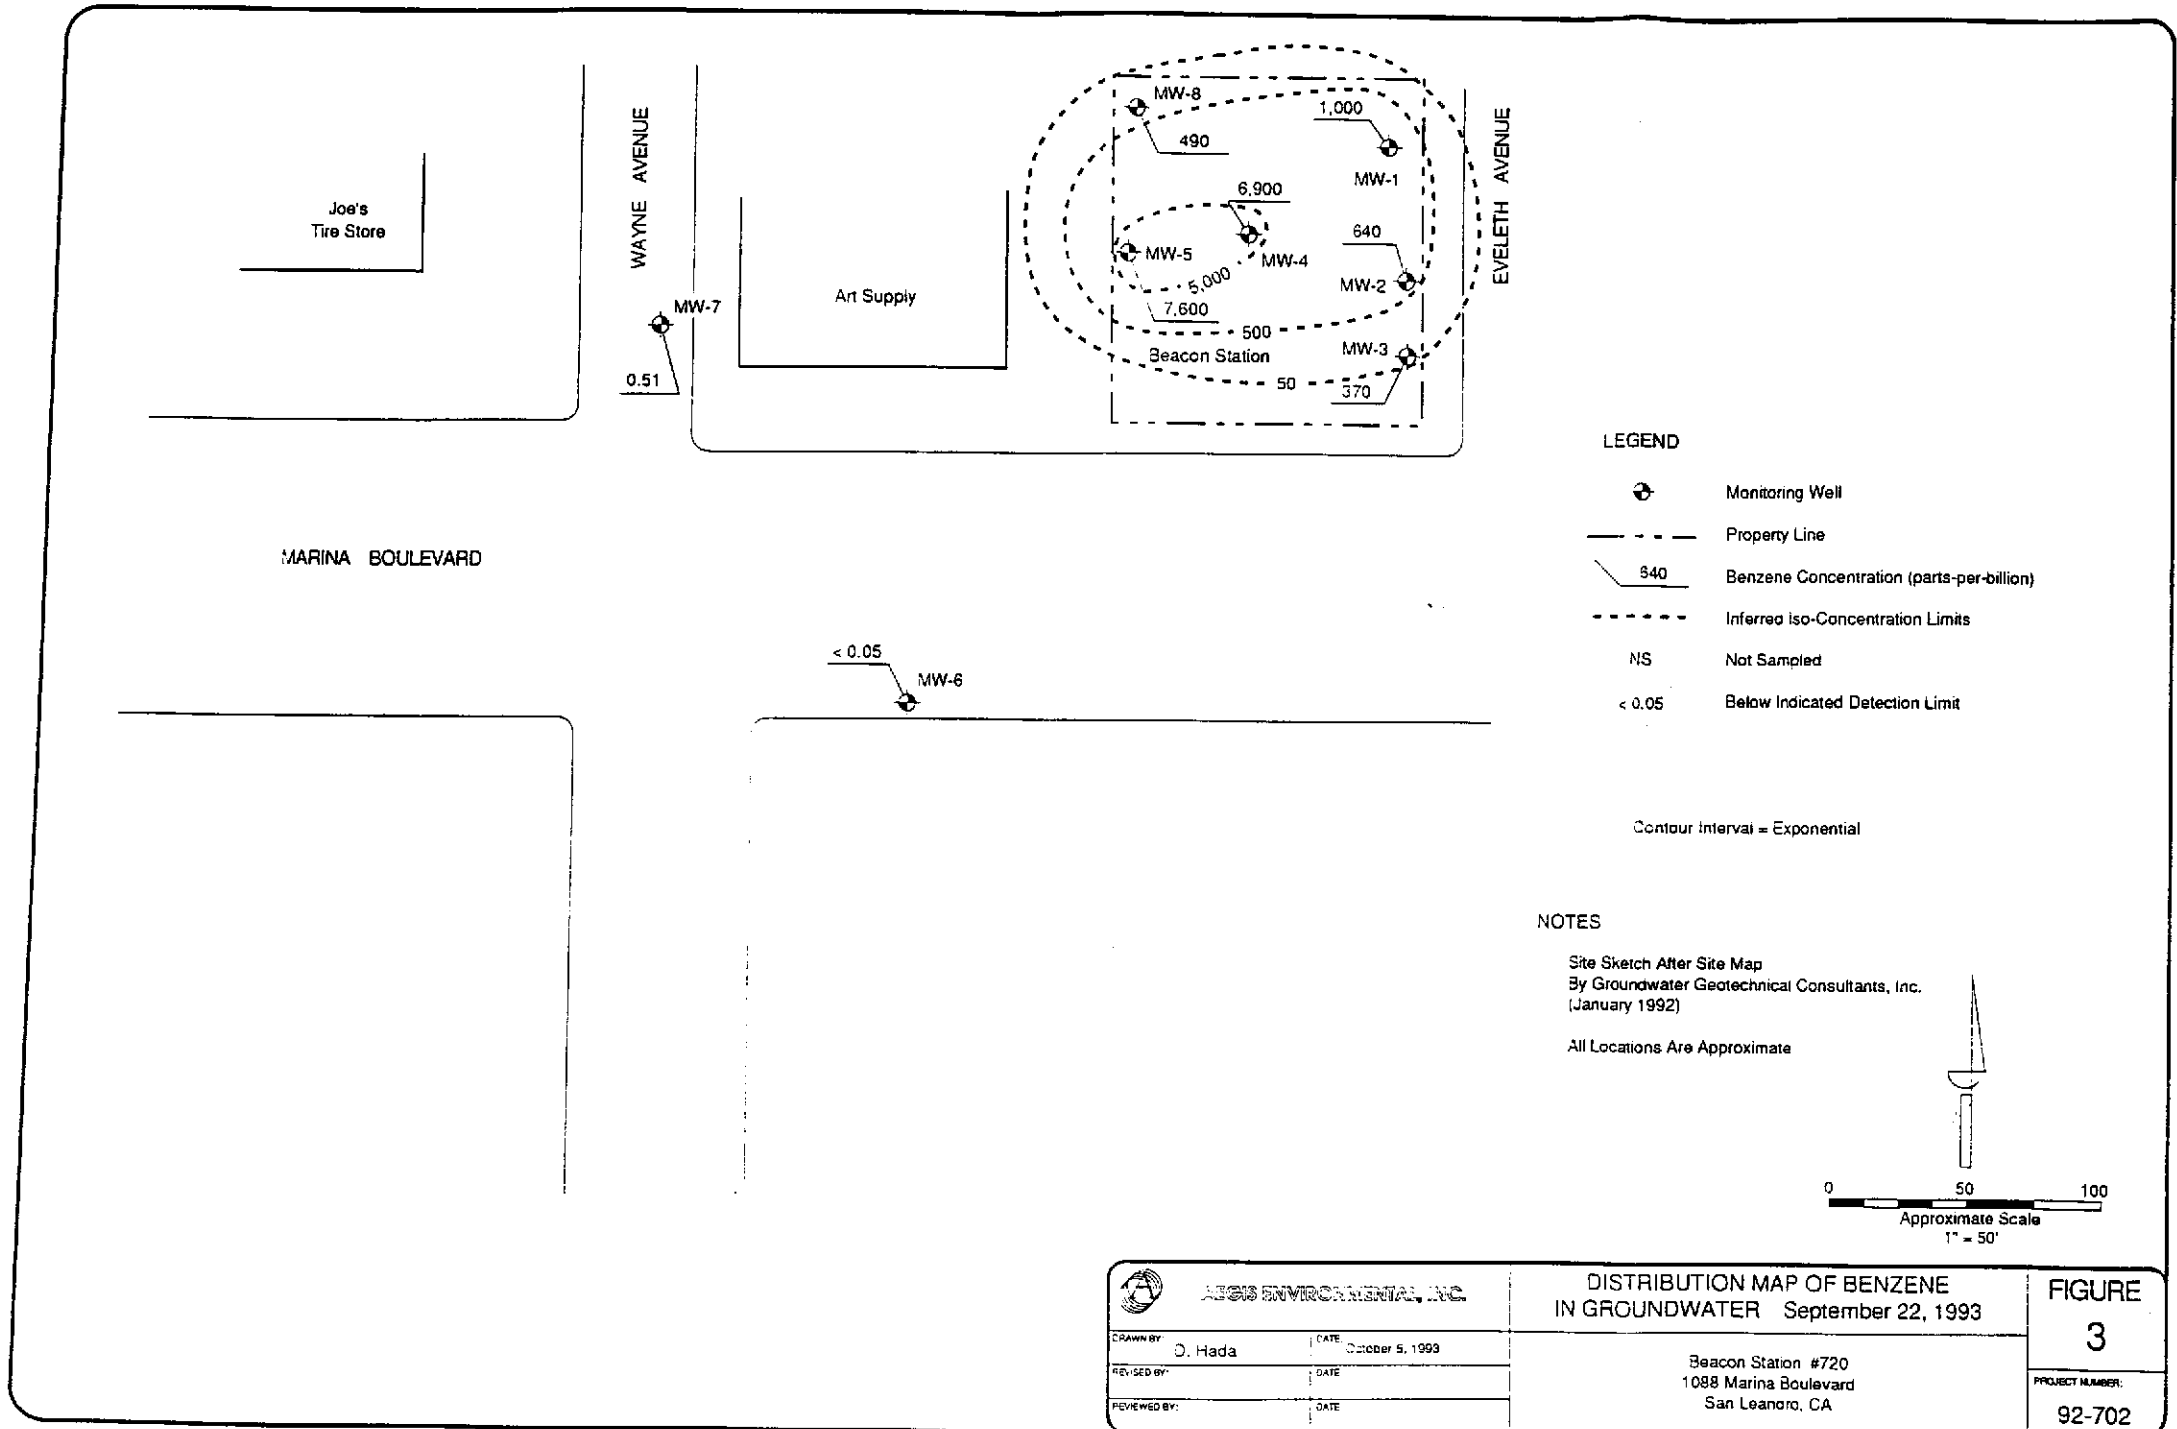 WAYNE AVENUE
EVELETH AVENUE
MW-8
490
1,000
MW-1
6,900
MW-4
MW-5
5,000
7,600
640
MW-2
500
Beacon Station
MW-3
50
370
Joe's
Tire Store
Art Supply
MW-7
0.51
MARINA BOULEVARD
< 0.05
MW-6
LEGEND
Monitoring Well
Property Line
640 Benzene Concentration (parts-per-billion)
Inferred Iso-Concentration Limits
NS Not Sampled
< 0.05 Below Indicated Detection Limit
Contour Interval = Exponential
NOTES
Site Sketch After Site Map
By Groundwater Geotechnical Consultants, Inc.
(January 1992)
All Locations Are Approximate
0 50 100
Approximate Scale
1" = 50'
AEGIS ENVIRONMENTAL, INC.
DRAWN BY: D. Hada
DATE: October 5, 1993
REVISED BY:
DATE
REVIEWED BY:
DATE
DISTRIBUTION MAP OF BENZENE
IN GROUNDWATER September 22, 1993
Beacon Station #720
1088 Marina Boulevard
San Leandro, CA
FIGURE
3
PROJECT NUMBER:
92-702